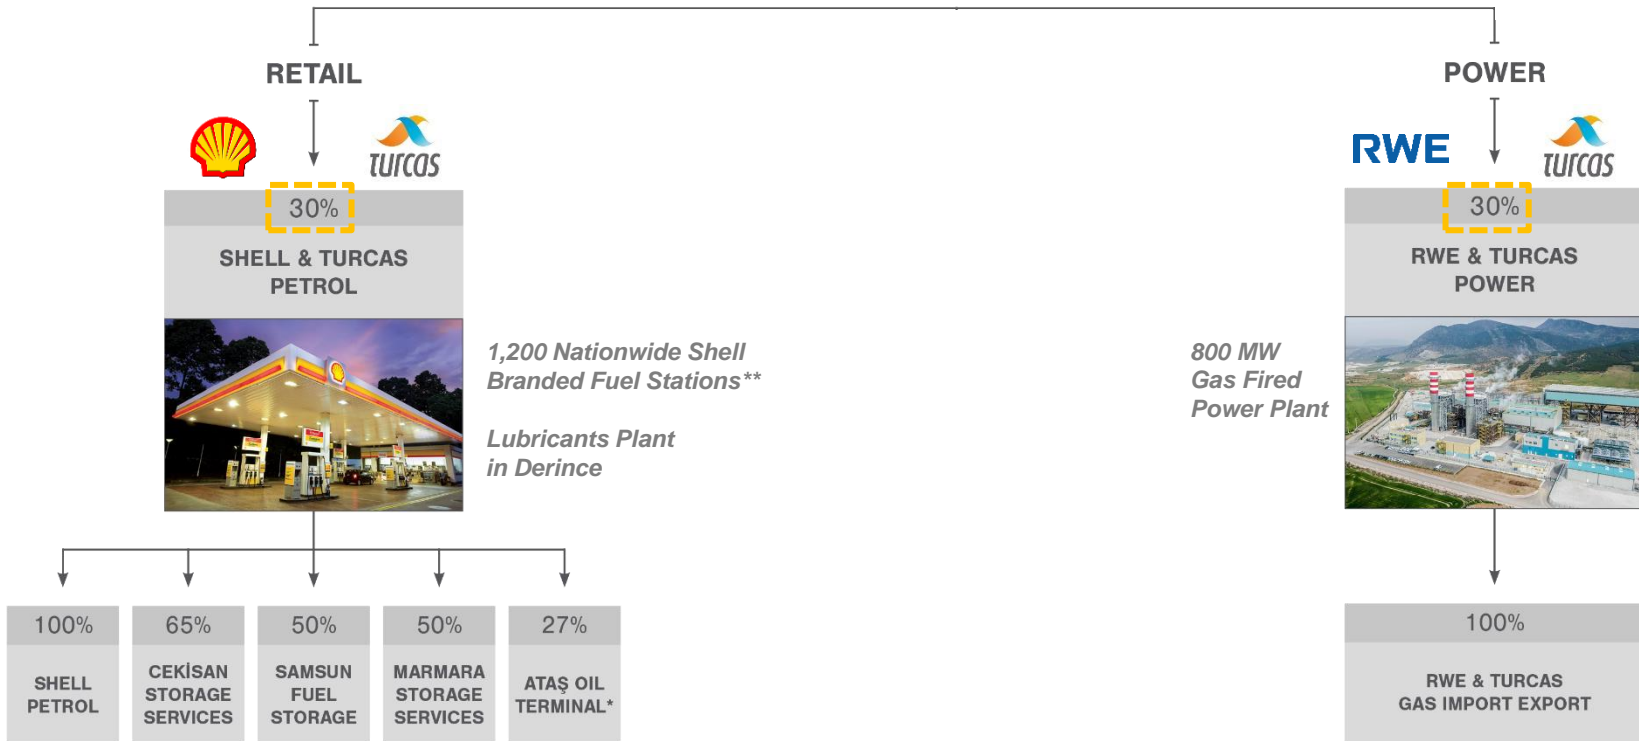 RETAIL
POWER
turcas
RWE
turcas
30%
SHELL & TURCAS
PETROL
30%
RWE & TURCAS
POWER
1,200 Nationwide Shell
Branded Fuel Stations**
Lubricants Plant
in Derince
800 MW
Gas Fired
Power Plant
100%
SHELL
PETROL
65%
CEKİSAN
STORAGE
SERVICES
50%
SAMSUN
FUEL
STORAGE
50%
MARMARA
STORAGE
SERVICES
27%
ATAŞ OIL
TERMINAL*
100%
RWE & TURCAS
GAS IMPORT EXPORT